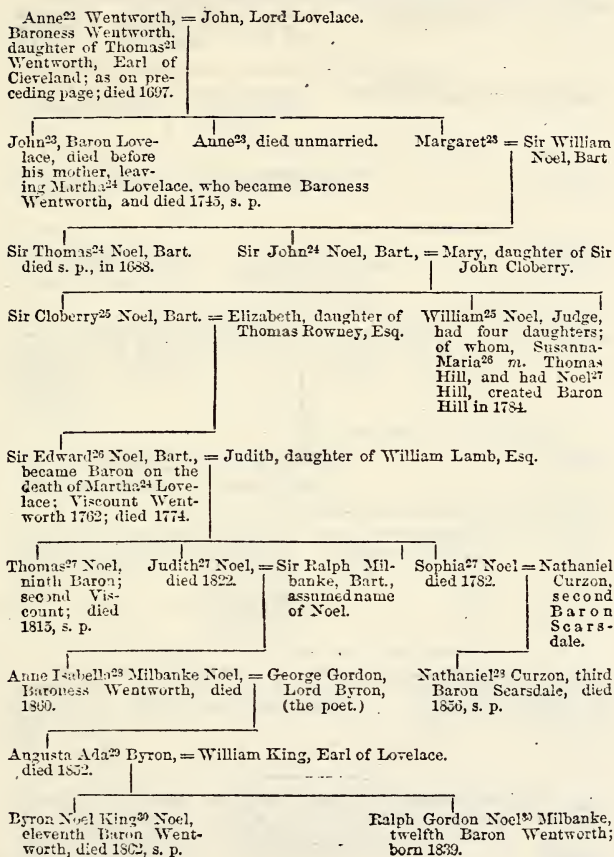 Anne²² Wentworth, = John, Lord Lovelace.
Baroness Wentworth,
daughter of Thomas²¹
Wentworth, Earl of
Cleveland; as on pre-
ceding page; died 1697.
John²³, Baron Love-
lace, died before
his mother, leav-
ing Martha²⁴ Lovelace, who became Baroness
Wentworth, and died 1745, s. p.
Anne²³, died unmarried.
Margaret²³ = Sir William
Noel, Bart
Sir Thomas²⁴ Noel, Bart.
died s. p., in 1688.
Sir John²⁴ Noel, Bart., = Mary, daughter of Sir
John Cloberry.
Sir Cloberry²⁵ Noel, Bart. = Elizabeth, daughter of
Thomas Rowney, Esq.
William²⁵ Noel, Judge,
had four daughters;
of whom, Susanna-
Maria²⁶ m. Thomas
Hill, and had Noel²⁷
Hill, created Baron
Hill in 1784.
Sir Edward²⁶ Noel, Bart., = Judith, daughter of William Lamb, Esq.
became Baron on the
death of Martha²⁴ Love-
lace; Viscount Went-
worth 1762; died 1774.
Thomas²⁷ Noel,
ninth Baron;
second Vis-
count; died
1815, s. p.
Judith²⁷ Noel, = Sir Ralph Mil-
died 1822.
banke, Bart.,
assumed name
of Noel.
Sophia²⁷ Noel = Nathaniel
died 1782.
Curzon,
second
Baron
Scars-
dale.
Anne Isabella²⁸ Milbanke Noel, = George Gordon,
Baroness Wentworth, died
1860.
Lord Byron,
(the poet.)
Nathaniel²⁸ Curzon, third
Baron Scarsdale, died
1856, s. p.
Augusta Ada²⁹ Byron, = William King, Earl of Lovelace.
died 1852.
Byron Noel King³⁰ Noel,
eleventh Baron Went-
worth, died 1862, s. p.
Ralph Gordon Noel³⁰ Milbanke,
twelfth Baron Wentworth;
born 1839.